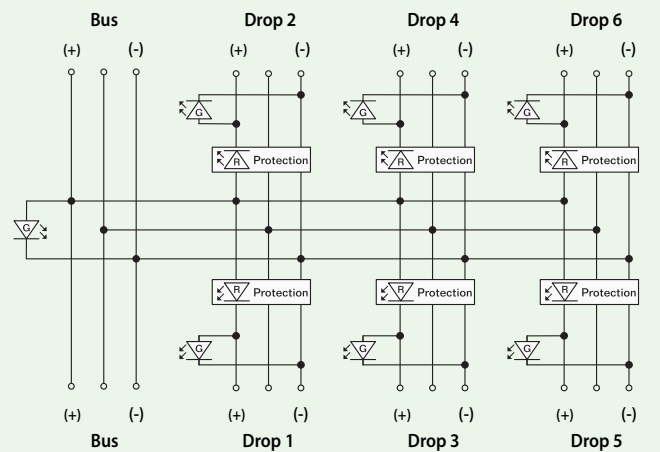 Bus Drop 2 Drop 4 Drop 6
(+) (-) (+) (-) (+) (-) (+) (-)
G G G
R Protection R Protection R Protection
G
R Protection R Protection R Protection
G G G
(+) (-) (+) (-) (+) (-) (+) (-)
Bus Drop 1 Drop 3 Drop 5